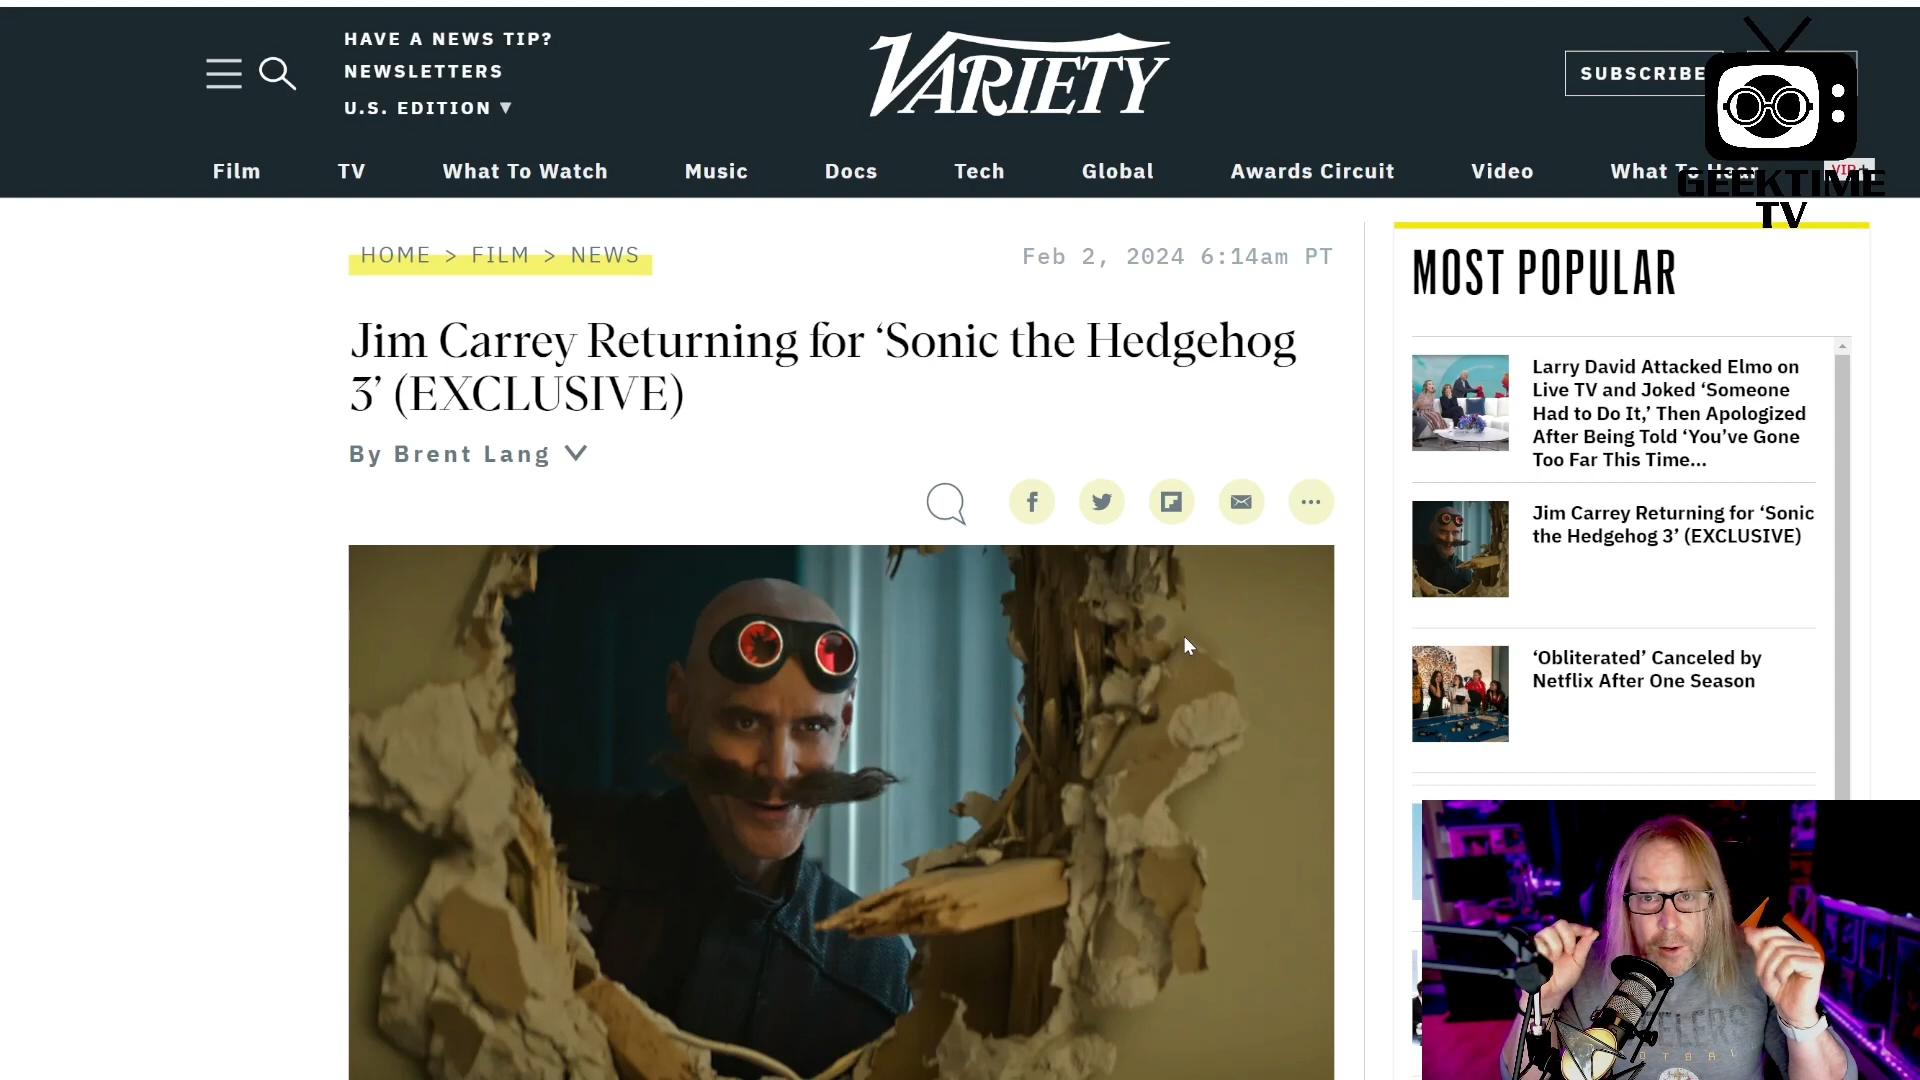 HAVE A NEWS TIP?
NEWSLETTERS
U.S. EDITION ▼
VARIETY
SUBSCRIBE
GEEKTIME
TV
Film
TV
What To Watch
Music
Docs
Tech
Global
Awards Circuit
Video
What To Hear
VIP+
HOME > FILM > NEWS
Feb 2, 2024 6:14am PT
Jim Carrey Returning for ‘Sonic the Hedgehog
3’ (EXCLUSIVE)
By Brent Lang
MOST POPULAR
Larry David Attacked Elmo on
Live TV and Joked ‘Someone
Had to Do It,’ Then Apologized
After Being Told ‘You’ve Gone
Too Far This Time...
Jim Carrey Returning for ‘Sonic
the Hedgehog 3’ (EXCLUSIVE)
‘Obliterated’ Canceled by
Netflix After One Season